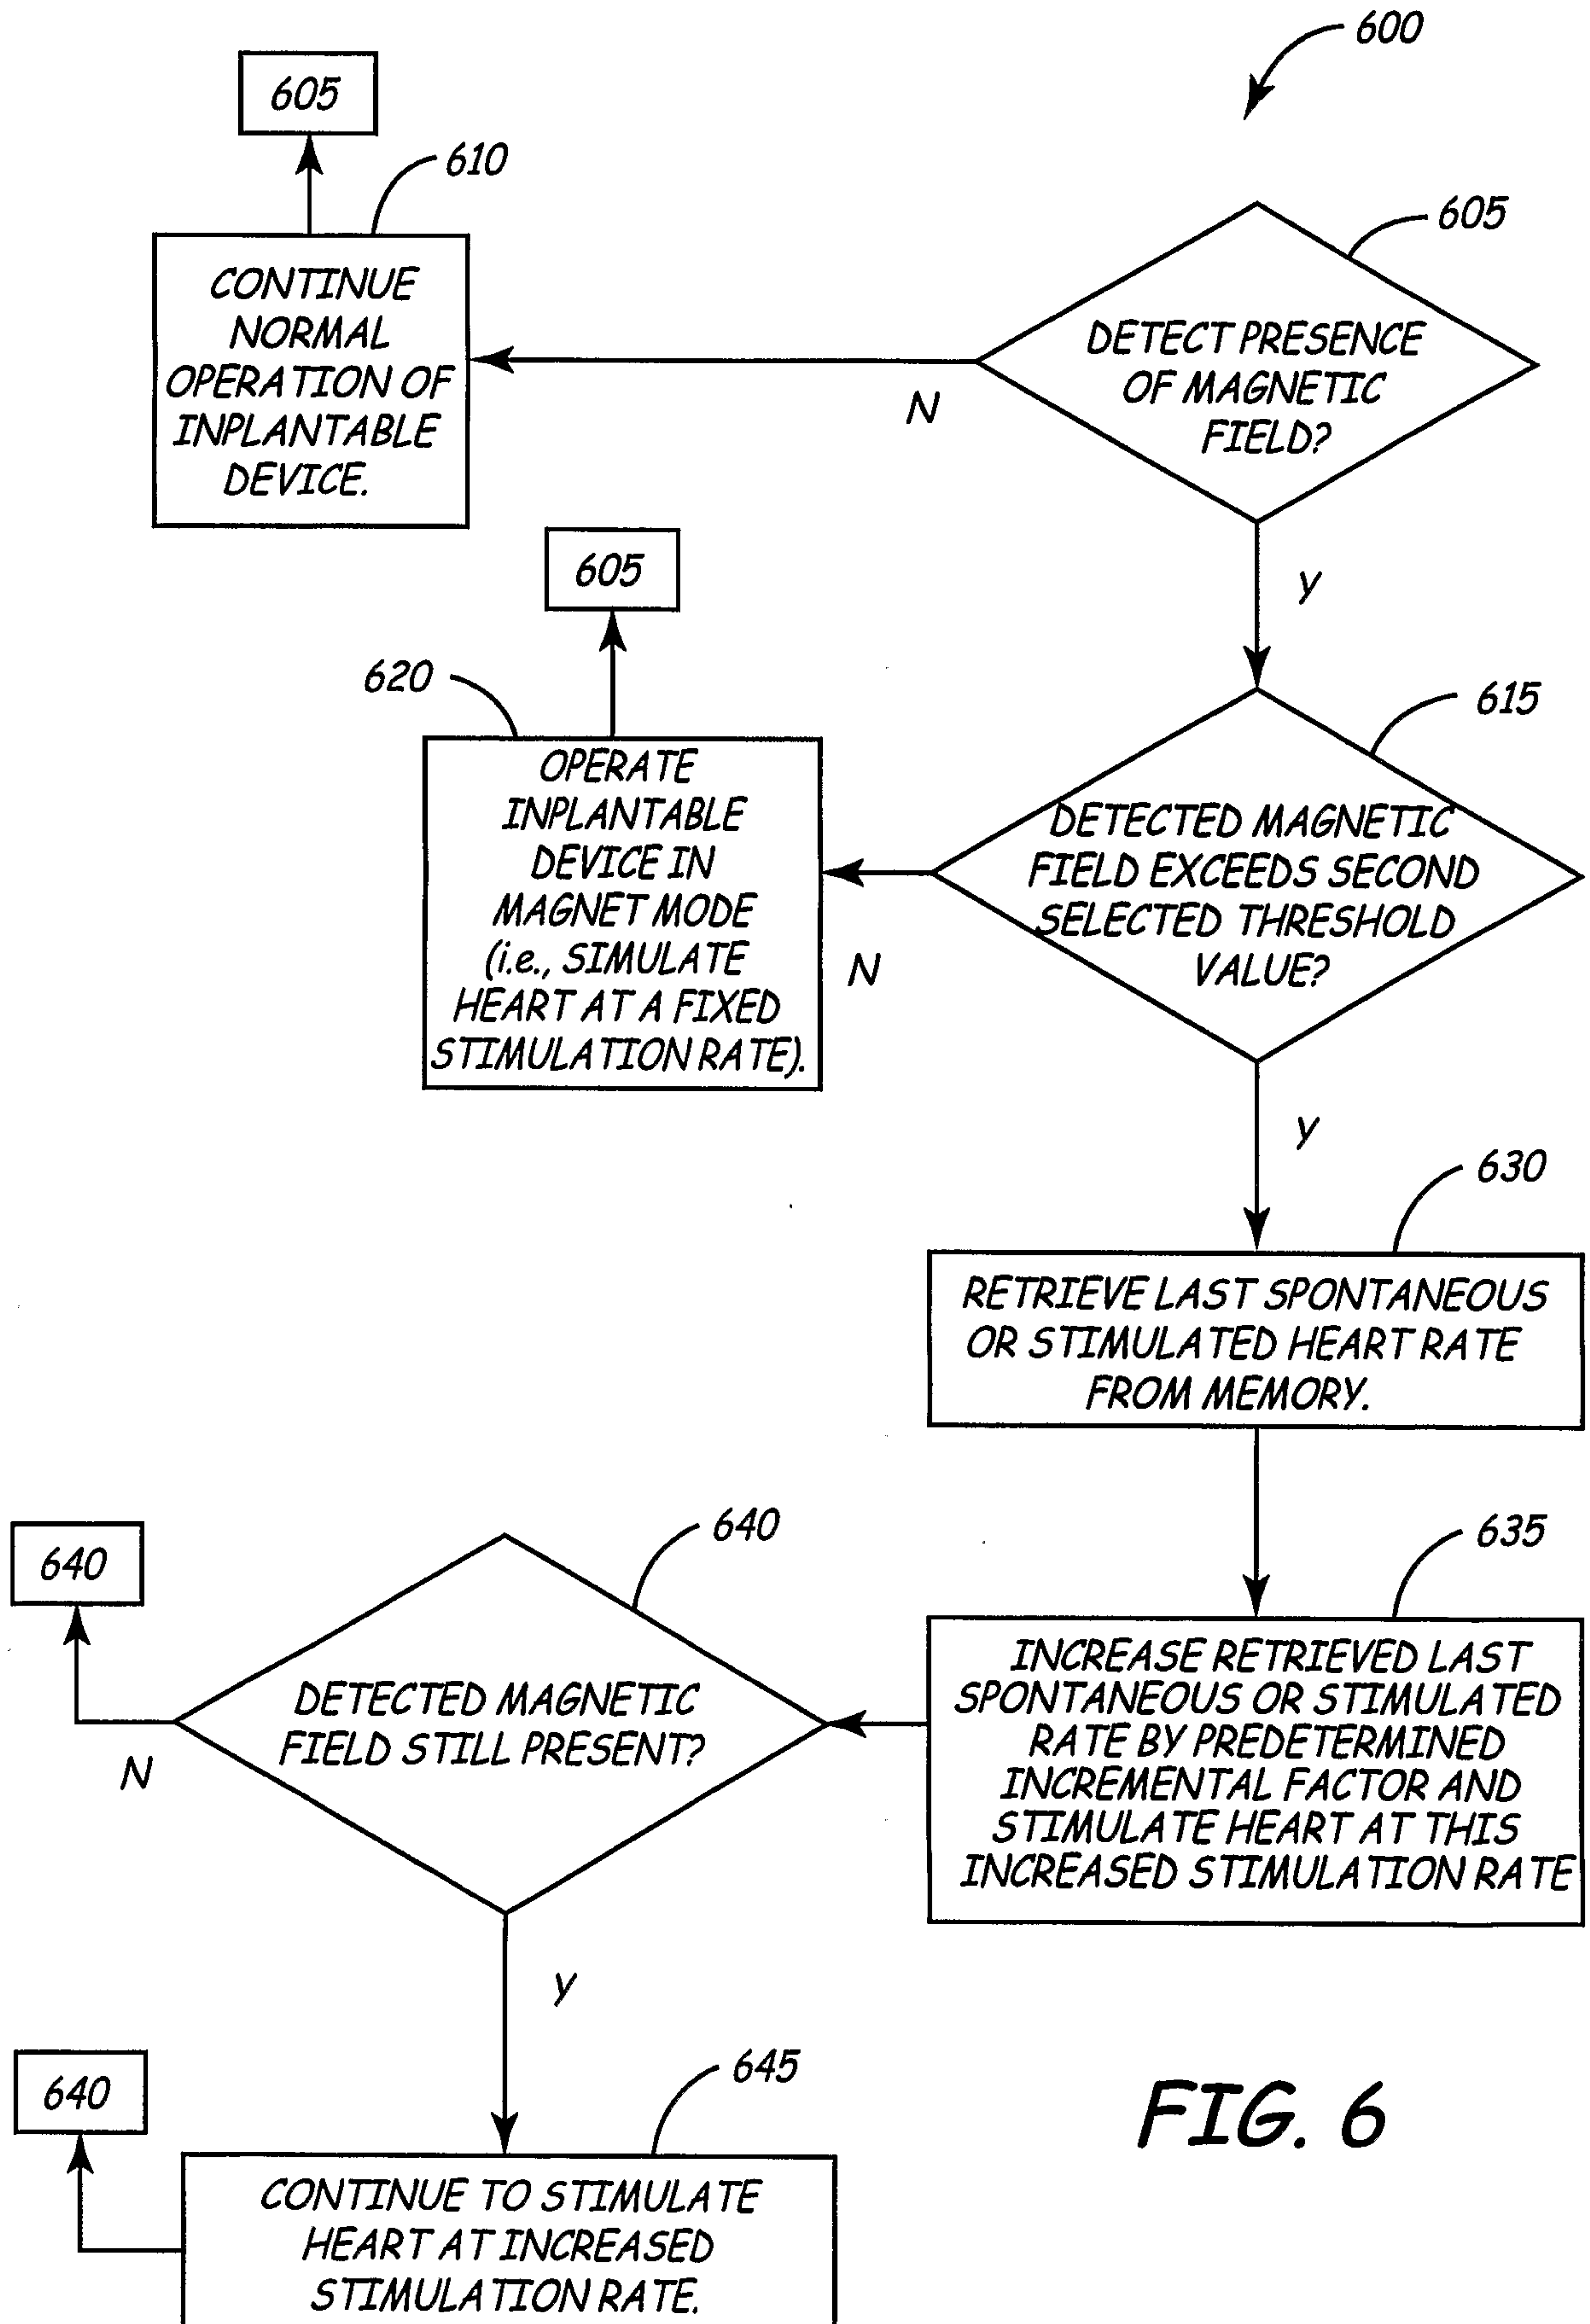 600
605
610
CONTINUE
NORMAL
OPERATION OF
INPLANTABLE
DEVICE.
605
DETECT PRESENCE
OF MAGNETIC
FIELD?
N
Y
605
620
OPERATE
INPLANTABLE
DEVICE IN
MAGNET MODE
(i.e., SIMULATE
HEART AT A FIXED
STIMULATION RATE).
615
DETECTED MAGNETIC
FIELD EXCEEDS SECOND
SELECTED THRESHOLD
VALUE?
N
Y
630
RETRIEVE LAST SPONTANEOUS
OR STIMULATED HEART RATE
FROM MEMORY.
635
INCREASE RETRIEVED LAST
SPONTANEOUS OR STIMULATED
RATE BY PREDETERMINED
INCREMENTAL FACTOR AND
STIMULATE HEART AT THIS
INCREASED STIMULATION RATE
640
640
DETECTED MAGNETIC
FIELD STILL PRESENT?
N
Y
640
645
CONTINUE TO STIMULATE
HEART AT INCREASED
STIMULATION RATE.
FIG. 6